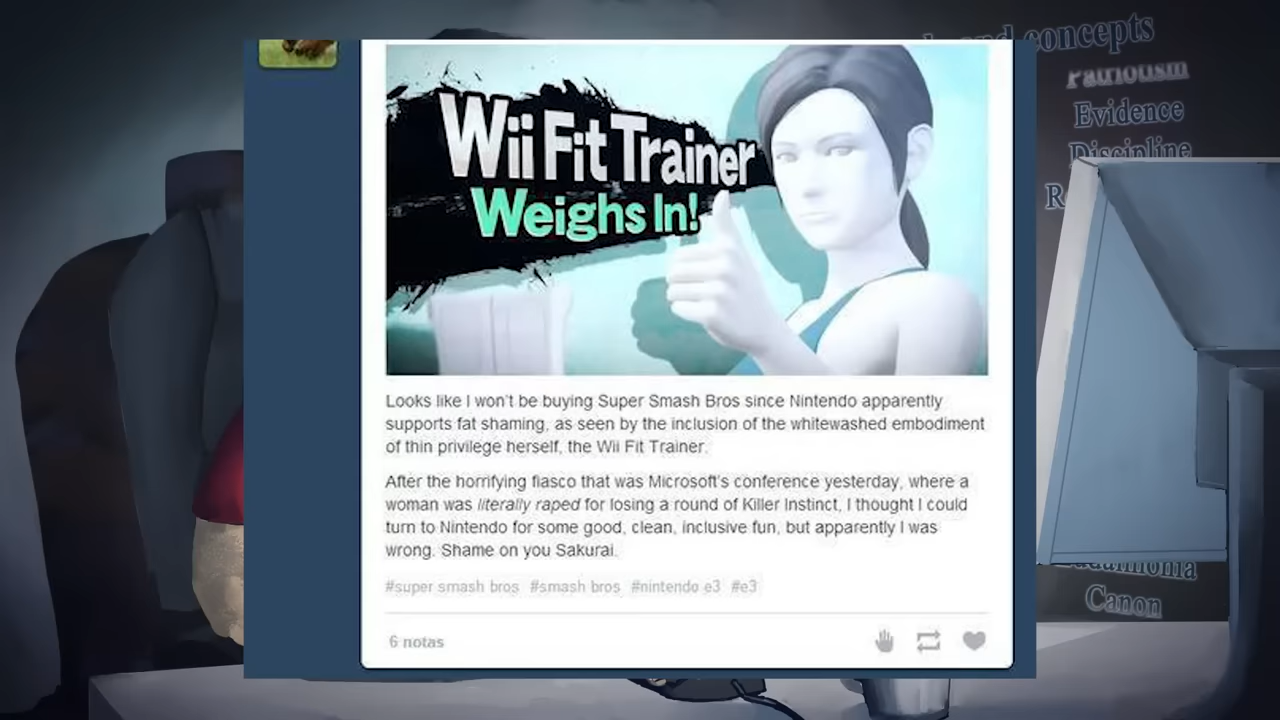 and concepts
Patriotism
Evidence
Discipline
Wii Fit Trainer
Weighs In!
Looks like I won't be buying Super Smash Bros since Nintendo apparently
supports fat shaming, as seen by the inclusion of the whitewashed embodiment
of thin privilege herself, the Wii Fit Trainer.
After the horrifying fiasco that was Microsoft's conference yesterday, where a
woman was literally raped for losing a round of Killer Instinct, I thought I could
turn to Nintendo for some good, clean, inclusive fun, but apparently I was
wrong. Shame on you Sakurai.
#super smash bros #smash bros #nintendo e3 #e3
6 notas
Canon